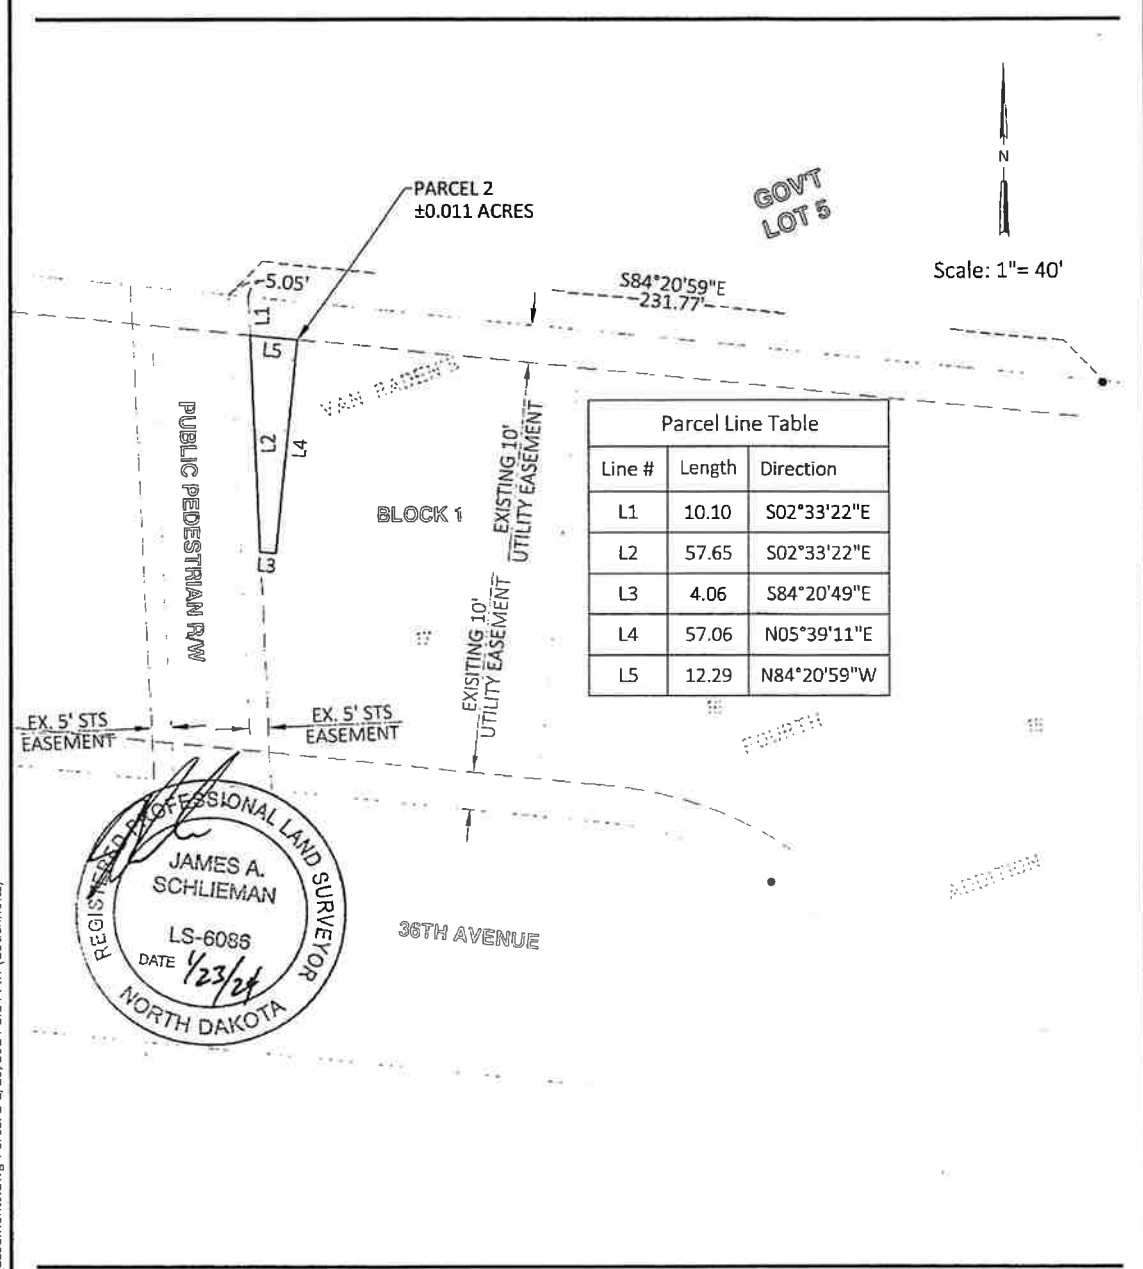 PARCEL 2
±0.011 ACRES
GOV'T
LOT 5
N
Scale: 1"= 40'
5.05'
S84°20'59"E
231.77'
L1
L5
VAN RADEN'S
L2
L4
PUBLIC PEDESTRIAN R/W
BLOCK 1
EXISTING 10'
UTILITY EASEMENT
Parcel Line Table
Line # Length Direction
L1 10.10 S02°33'22"E
L2 57.65 S02°33'22"E
L3 4.06 S84°20'49"E
L4 57.06 N05°39'11"E
L5 12.29 N84°20'59"W
L3
17
EXISITING 10'
UTILITY EASEMENT
EX. 5' STS
EASEMENT
EX. 5' STS
EASEMENT
FOURTH
ADDITION
REGISTERED PROFESSIONAL LAND SURVEYOR
JAMES A.
SCHLIEMAN
LS-6086
DATE 1/23/24
NORTH DAKOTA
36TH AVENUE